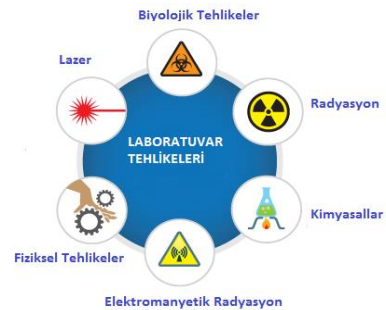 Biyolojik Tehlikeler
Lazer
Radyasyon
LABORATUVAR
TEHLİKELERİ
Kimyasallar
Fiziksel Tehlikeler
Elektromanyetik Radyasyon